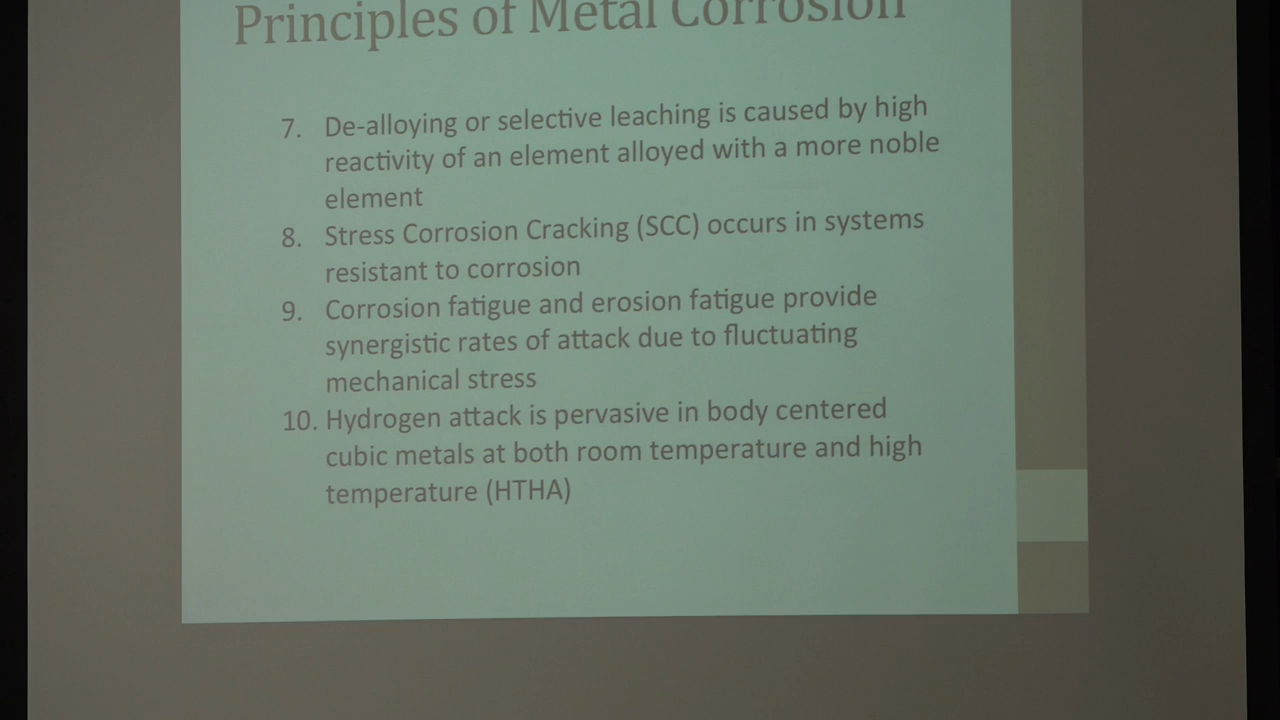 Principles of Metal Corrosion
7. De-alloying or selective leaching is caused by high
reactivity of an element alloyed with a more noble
element
8. Stress Corrosion Cracking (SCC) occurs in systems
resistant to corrosion
9. Corrosion fatigue and erosion fatigue provide
synergistic rates of attack due to fluctuating
mechanical stress
10. Hydrogen attack is pervasive in body centered
cubic metals at both room temperature and high
temperature (HTHA)